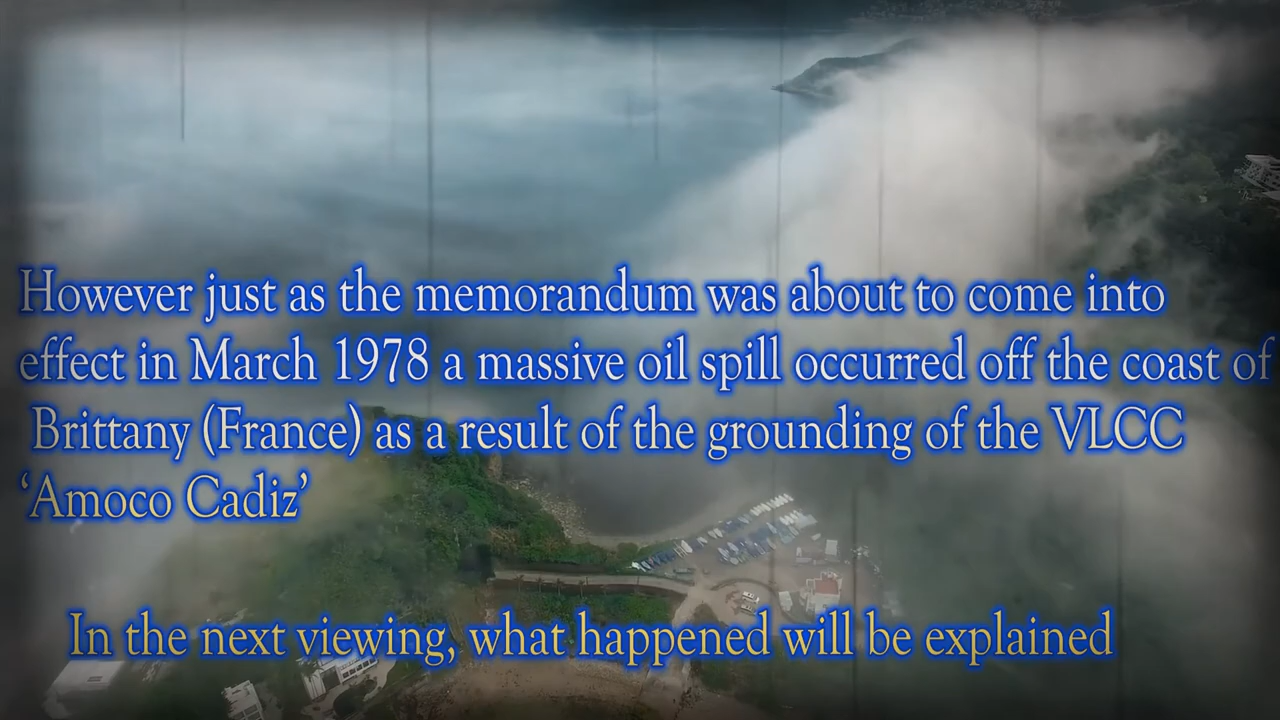 However just as the memorandum was about to come into
effect in March 1978 a massive oil spill occurred off the coast of
Brittany (France) as a result of the grounding of the VLCC
‘Amoco Cadiz’
In the next viewing, what happened will be explained